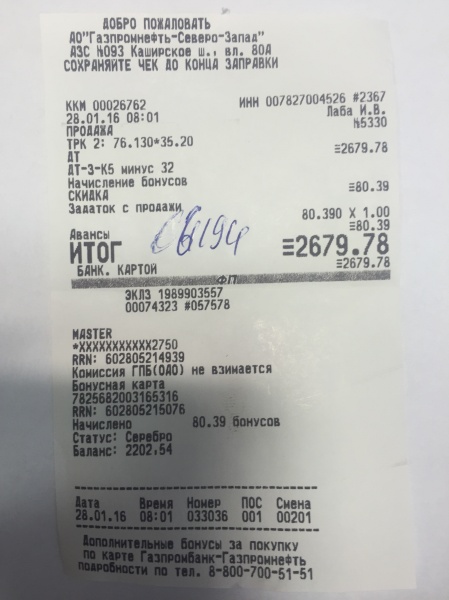 ДОБРО ПОЖАЛОВАТЬ
АО"Газпромнефть-Северо-Запад"
АЗС №093 Каширское ш., вл. 80А
СОХРАНЯЙТЕ ЧЕК ДО КОНЦА ЗАПРАВКИ
ККМ 00026762 ИНН 007827004526 #2367
28.01.16 08:01 Лаба И.В.
ПРОДАЖА №5330
ТРК 2: 76.130*35.20 ≡2679.78
ДТ
ДТ-З-К5 минус 32
Начисление бонусов ≡80.39
СКИДКА
Задаток с продажи 80.390 X 1.00
≡80.39
Авансы
ИТОГ ≡2679.78
БАНК. КАРТОЙ ≡2679.78
ФП
ЭКЛЗ 1989903557
00074323 #057578
MASTER
*XXXXXXXXXXX2750
RRN: 602805214939
Комиссия ГПБ(ОАО) не взимается
Бонусная карта
7825682003165316
RRN: 602805215076
Начислено 80.39 бонусов
Статус: Серебро
Баланс: 2202.54
Дата Время Номер ПОС Смена
28.01.16 08:01 033036 001 00201
Дополнительные бонусы за покупку
по карте Газпромбанк-Газпромнефть
подробности по тел. 8-800-700-51-51